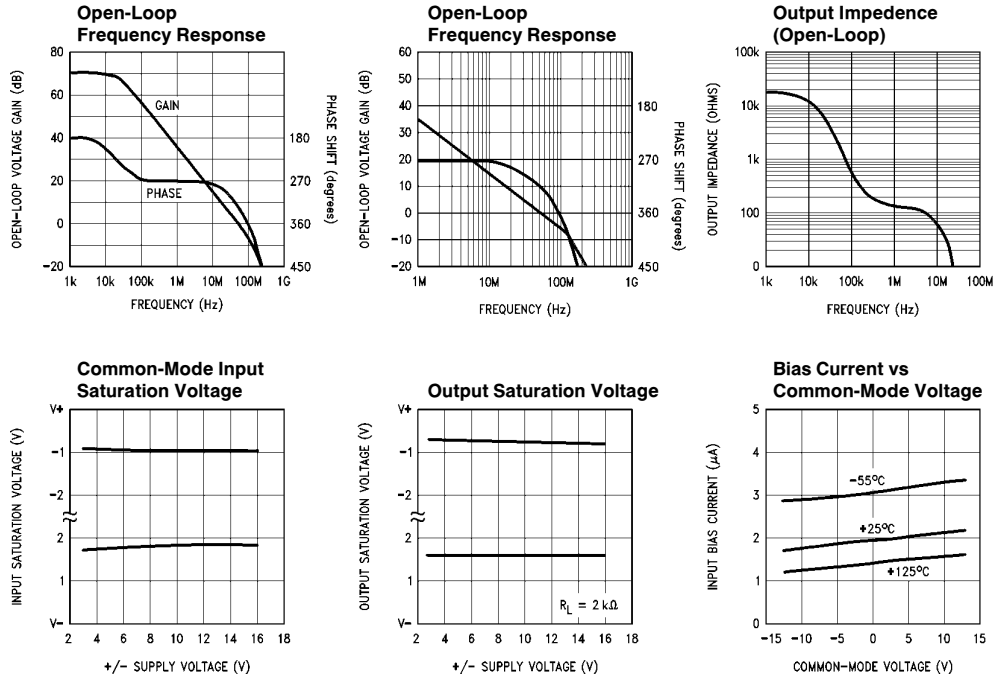 Open-Loop
Frequency Response
80
60
40
20
0
−20
OPEN−LOOP VOLTAGE GAIN (dB)
GAIN
PHASE
180
270
360
450
PHASE SHIFT (degrees)
1k 10k 100k 1M 10M 100M 1G
FREQUENCY (Hz)
Open-Loop
Frequency Response
60
50
40
30
20
10
0
−10
−20
OPEN−LOOP VOLTAGE GAIN (dB)
180
270
360
450
PHASE SHIFT (degrees)
1M 10M 100M 1G
FREQUENCY (Hz)
Output Impedence
(Open-Loop)
100k
10k
1k
100
0
OUTPUT IMPEDANCE (OHMS)
1k 10k 100k 1M 10M 100M
FREQUENCY (Hz)
Common-Mode Input
Saturation Voltage
V+
−1
−2
2
1
V−
INPUT SATURATION VOLTAGE (V)
2 4 6 8 10 12 14 16 18
+/− SUPPLY VOLTAGE (V)
Output Saturation Voltage
V+
−1
−2
2
1
V−
OUTPUT SATURATION VOLTAGE (V)
RL = 2 kΩ
2 4 6 8 10 12 14 16 18
+/− SUPPLY VOLTAGE (V)
Bias Current vs
Common-Mode Voltage
5
4
3
2
1
0
INPUT BIAS CURRENT (μA)
−55°C
+25°C
+125°C
−15 −10 −5 0 5 10 15
COMMON−MODE VOLTAGE (V)